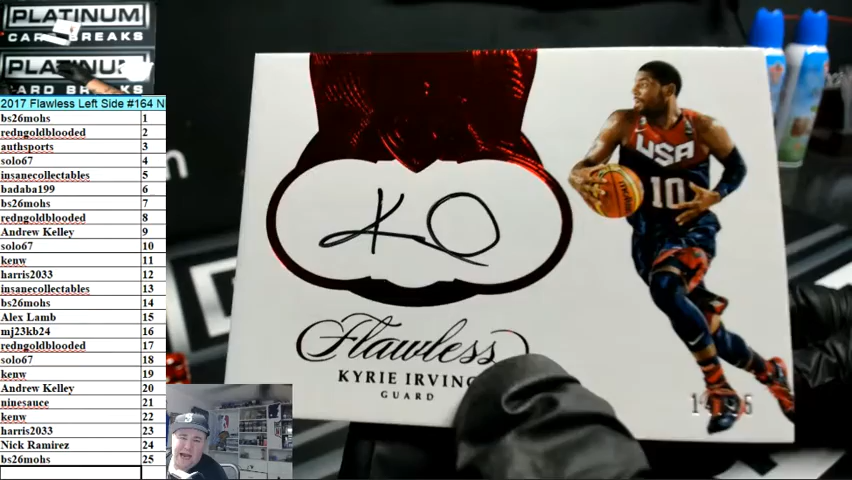 PLATINUM
CARD BREAKS
PLATINUM
CARD BREAKS
2017 Flawless Left Side #164 N
bs26mohs 1
redngoldblooded 2
authsports 3
solo67 4
insanecollectables 5
badaba199 6
bs26mohs 7
redngoldblooded 8
Andrew Kelley 9
solo67 10
kenw 11
harris2033 12
insanecollectables 13
bs26mohs 14
Alex Lamb 15
mj23kb24 16
redngoldblooded 17
solo67 18
kenw 19
Andrew Kelley 20
ninesauce 21
kenw 22
harris2033 23
Nick Ramirez 24
bs26mohs 25
USA
10
Flawless
KYRIE IRVING
GUARD